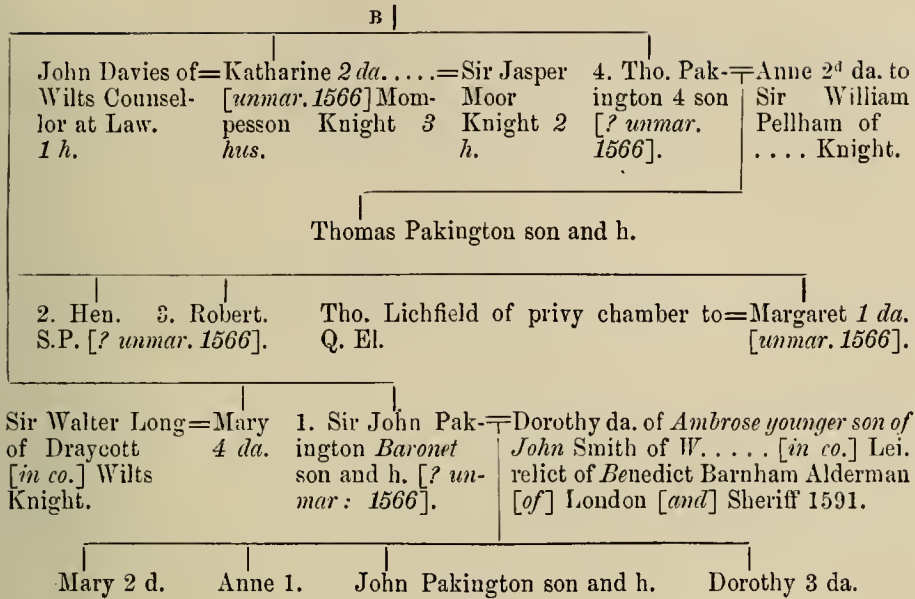 B
John Davies of=Katharine 2 da.....=Sir Jasper 4. Tho. Pak-=Anne 2d da. to
Wilts Counsel- [unmar. 1566] Mom- Moor ington 4 son Sir William
lor at Law. pesson Knight 3 Knight 2 [? unmar. Pellham of
1 h. hus. h. 1566]. .... Knight.
Thomas Pakington son and h.
2. Hen. 3. Robert. Tho. Lichfield of privy chamber to=Margaret 1 da.
S.P. [? unmar. 1566]. Q. El. [unmar. 1566].
Sir Walter Long=Mary 1. Sir John Pak-=Dorothy da. of Ambrose younger son of
of Draycott 4 da. ington Baronet John Smith of W..... [in co.] Lei.
[in co.] Wilts son and h. [? un- relict of Benedict Barnham Alderman
Knight. mar: 1566]. [of] London [and] Sheriff 1591.
Mary 2 d. Anne 1. John Pakington son and h. Dorothy 3 da.